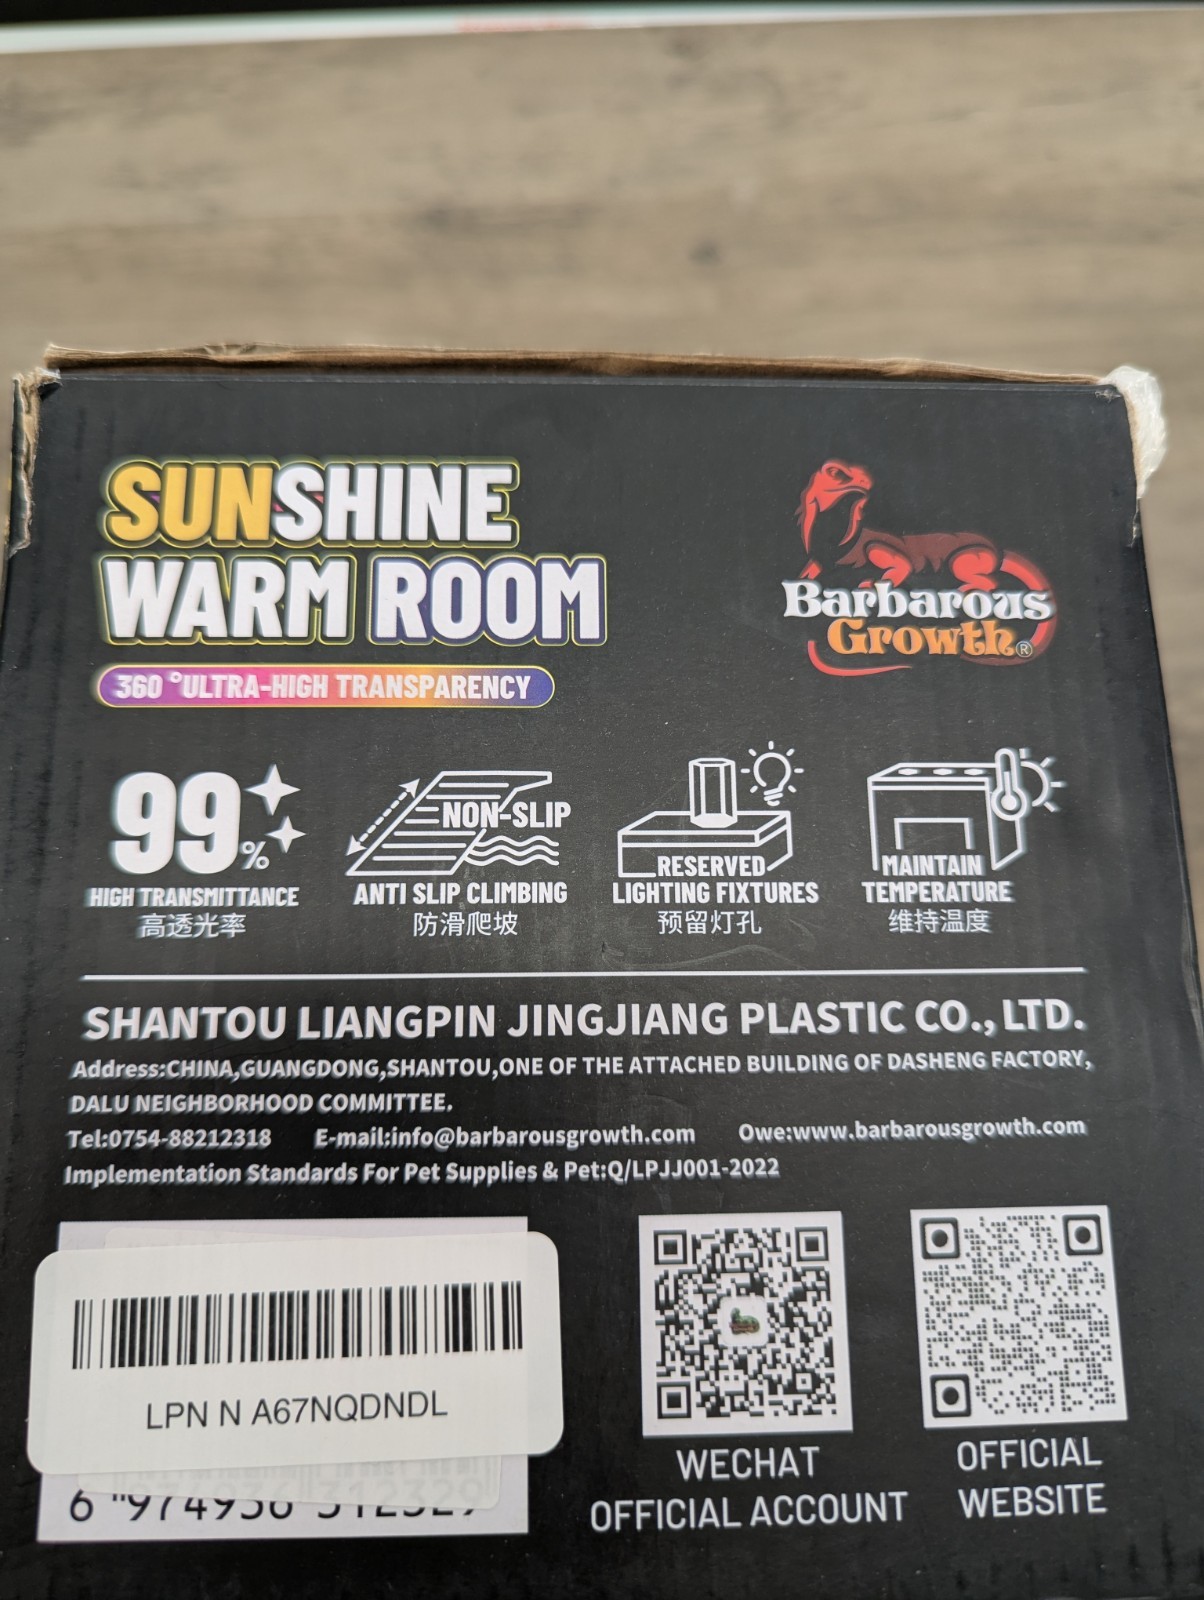 SUNSHINE
WARM ROOM
360 °ULTRA-HIGH TRANSPARENCY
Barbarous
Growth®
99%
HIGH TRANSMITTANCE
高透光率
NON-SLIP
ANTI SLIP CLIMBING
防滑爬坡
RESERVED
LIGHTING FIXTURES
预留灯孔
MAINTAIN
TEMPERATURE
维持温度
SHANTOU LIANGPIN JINGJIANG PLASTIC CO., LTD.
Address:CHINA,GUANGDONG,SHANTOU,ONE OF THE ATTACHED BUILDING OF DASHENG FACTORY,
DALU NEIGHBORHOOD COMMITTEE.
Tel:0754-88212318 E-mail:info@barbarousgrowth.com Owe:www.barbarousgrowth.com
Implementation Standards For Pet Supplies & Pet:Q/LPJJ001-2022
LPN N A67NQDNDL
6 974936 312329
WECHAT
OFFICIAL ACCOUNT
OFFICIAL
WEBSITE